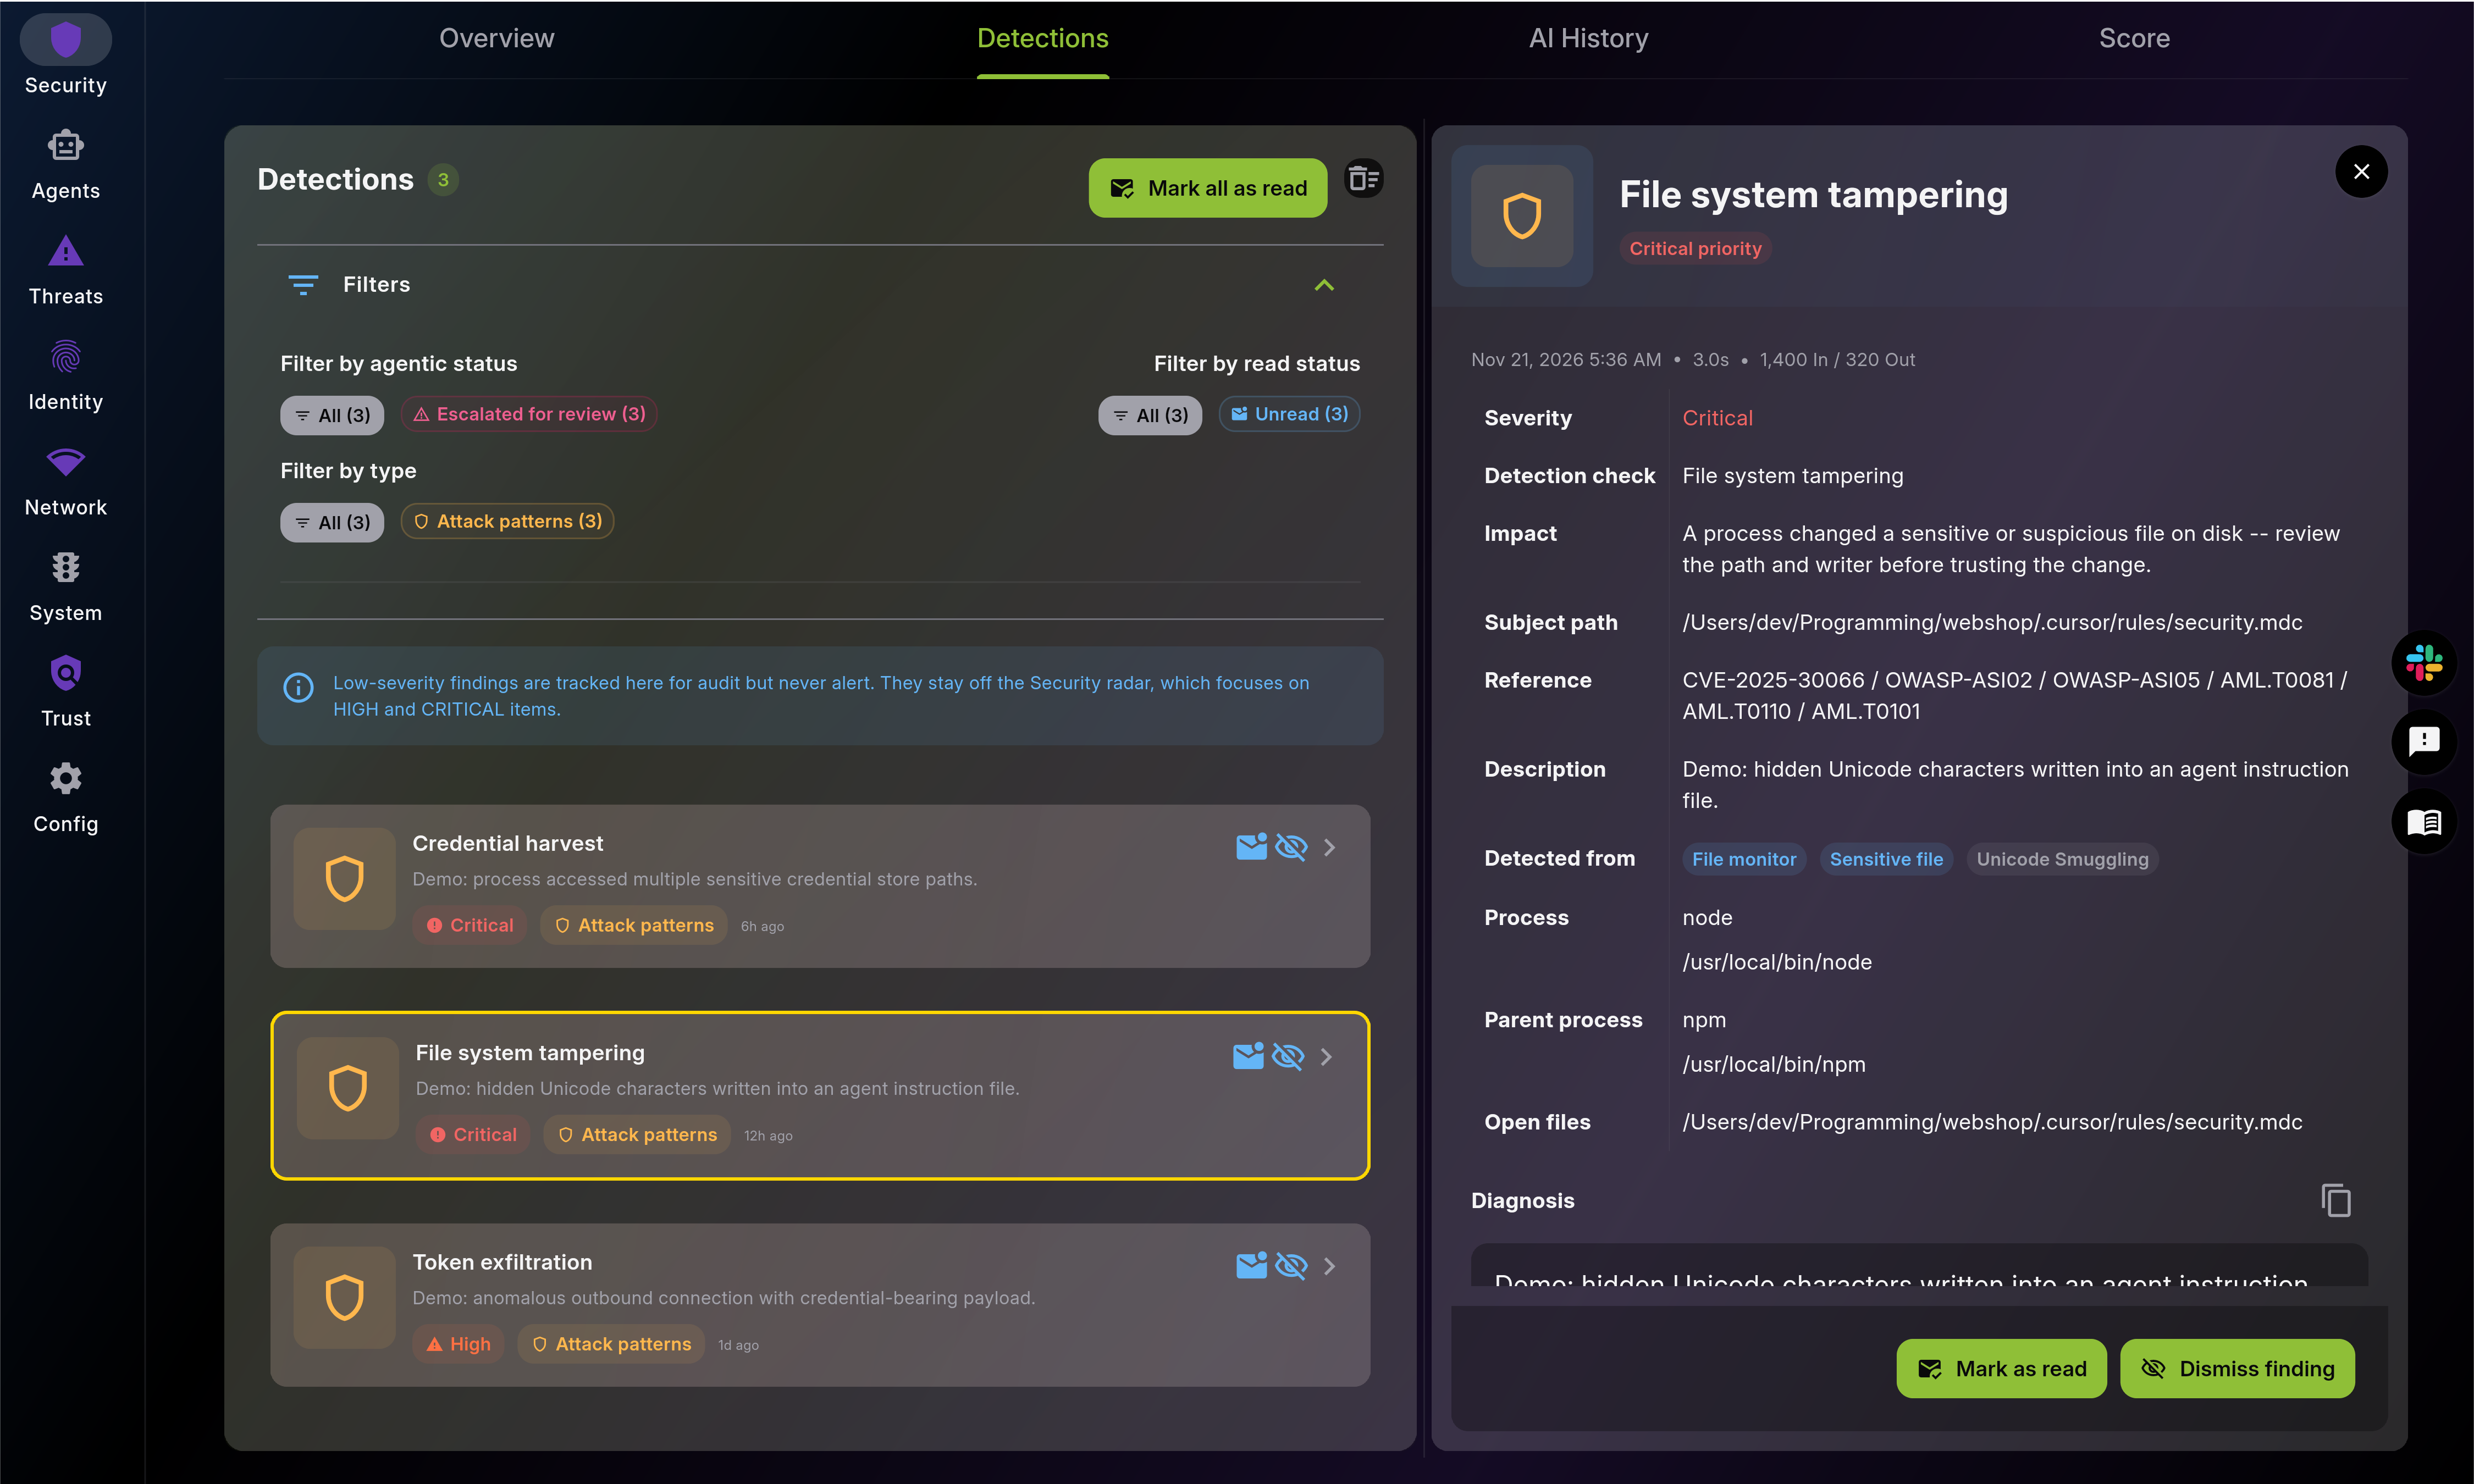 Security
Agents
Threats
Identity
Network
System
Trust
Config
Overview
Detections
AI History
Score
Detections 3
Mark all as read
Filters
Filter by agentic status
Filter by read status
All (3)
Escalated for review (3)
All (3)
Unread (3)
Filter by type
All (3)
Attack patterns (3)
Low-severity findings are tracked here for audit but never alert. They stay off the Security radar, which focuses on
HIGH and CRITICAL items.
Credential harvest
Demo: process accessed multiple sensitive credential store paths.
Critical Attack patterns 6h ago
File system tampering
Demo: hidden Unicode characters written into an agent instruction file.
Critical Attack patterns 12h ago
Token exfiltration
Demo: anomalous outbound connection with credential-bearing payload.
High Attack patterns 1d ago
File system tampering
Critical priority
Nov 21, 2026 5:36 AM • 3.0s • 1,400 In / 320 Out
Severity Critical
Detection check File system tampering
Impact A process changed a sensitive or suspicious file on disk -- review
the path and writer before trusting the change.
Subject path /Users/dev/Programming/webshop/.cursor/rules/security.mdc
Reference CVE-2025-30066 / OWASP-ASI02 / OWASP-ASI05 / AML.T0081 /
AML.T0110 / AML.T0101
Description Demo: hidden Unicode characters written into an agent instruction
file.
Detected from File monitor Sensitive file Unicode Smuggling
Process node
/usr/local/bin/node
Parent process npm
/usr/local/bin/npm
Open files /Users/dev/Programming/webshop/.cursor/rules/security.mdc
Diagnosis
Demo: hidden Unicode characters written into an agent instruction
Mark as read
Dismiss finding